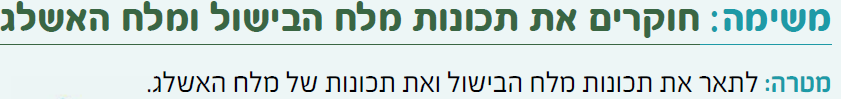 משימה: חוקרים את תכונות מלח הבישול ומלח האשלג
מטרה: לתאר את תכונות מלח הבישול ואת תכונות של מלח האשלג.